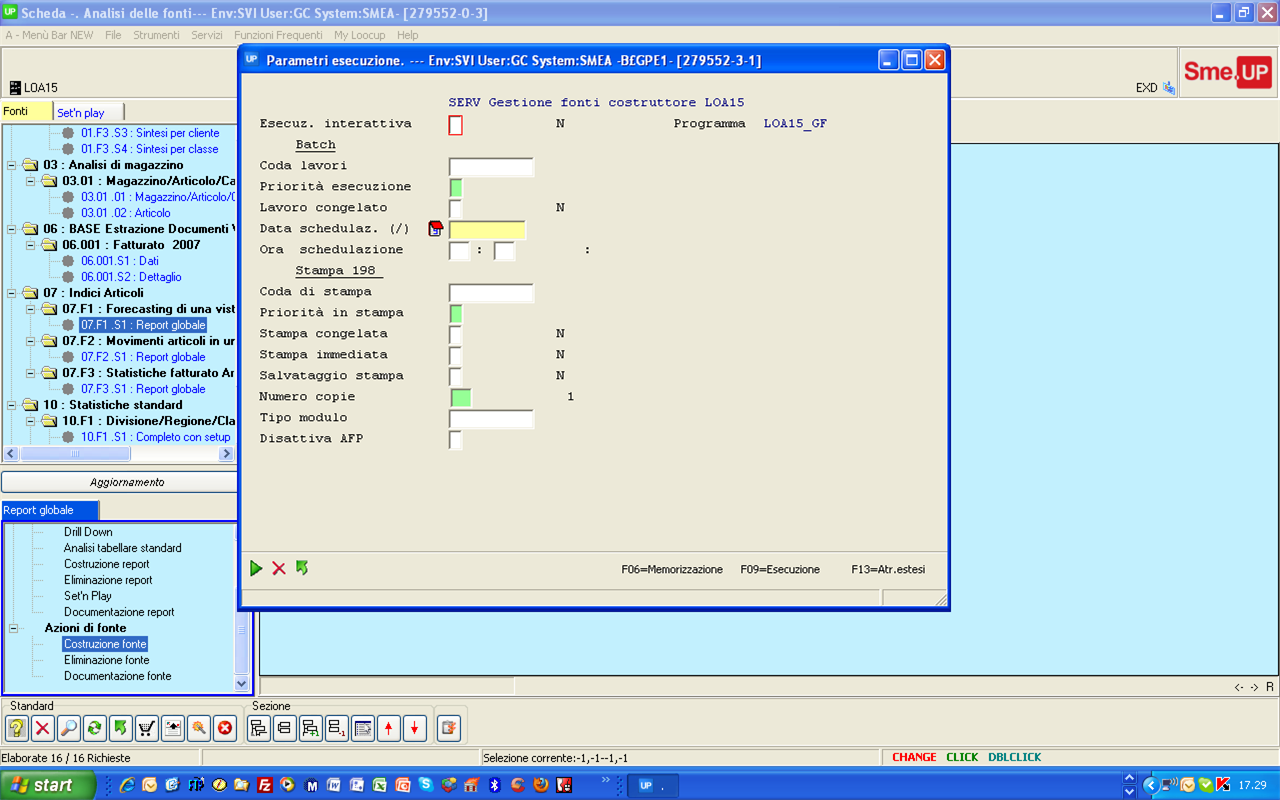 Scheda -. Analisi delle fonti--- Env:SVI User:GC System:SMEA- [279552-0-3]
A - Menù Bar NEW File Strumenti Servizi Funzioni Frequenti My Loocup Help
LOA15
EXD
Sme.UP
Fonti Set'n play
01.F3 .S3 : Sintesi per cliente
01.F3 .S4 : Sintesi per classe
03 : Analisi di magazzino
03.01 : Magazzino/Articolo/Ca
03.01 .01 : Magazzino/Articolo/C
03.01 .02 : Articolo
06 : BASE Estrazione Documenti V
06.001 : Fatturato 2007
06.001.S1 : Dati
06.001.S2 : Dettaglio
07 : Indici Articoli
07.F1 : Forecasting di una vist
07.F1 .S1 : Report globale
07.F2 : Movimenti articoli in ur
07.F2 .S1 : Report globale
07.F3 : Statistiche fatturato Ar
07.F3 .S1 : Report globale
10 : Statistiche standard
10.F1 : Divisione/Regione/Cla
10.F1 .S1 : Completo con setup
Aggiornamento
Report globale
Drill Down
Analisi tabellare standard
Costruzione report
Eliminazione report
Set'n Play
Documentazione report
Azioni di fonte
Costruzione fonte
Eliminazione fonte
Documentazione fonte
UP Parametri esecuzione. --- Env:SVI User:GC System:SMEA -B£GPE1- [279552-3-1]
SERV Gestione fonti costruttore LOA15
Esecuz. interattiva N Programma LOA15_GF
Batch
Coda lavori
Priorità esecuzione
Lavoro congelato N
Data schedulaz. (/)
Ora schedulazione : :
Stampa 198
Coda di stampa
Priorità in stampa
Stampa congelata N
Stampa immediata N
Salvataggio stampa N
Numero copie 1
Tipo modulo
Disattiva AFP
F06=Memorizzazione F09=Esecuzione F13=Atr.estesi
<- -> R
Standard Sezione
Elaborate 16 / 16 Richieste Selezione corrente:-1,-1--1,-1 CHANGE CLICK DBLCLICK
start UP . 17.29